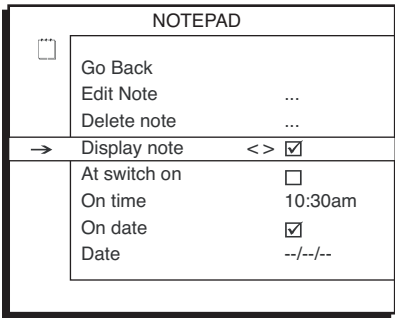 NOTEPAD
Go Back
Edit Note ...
Delete note ...
→ Display note < > ☑
At switch on ☐
On time 10:30am
On date ☑
Date --/--/--